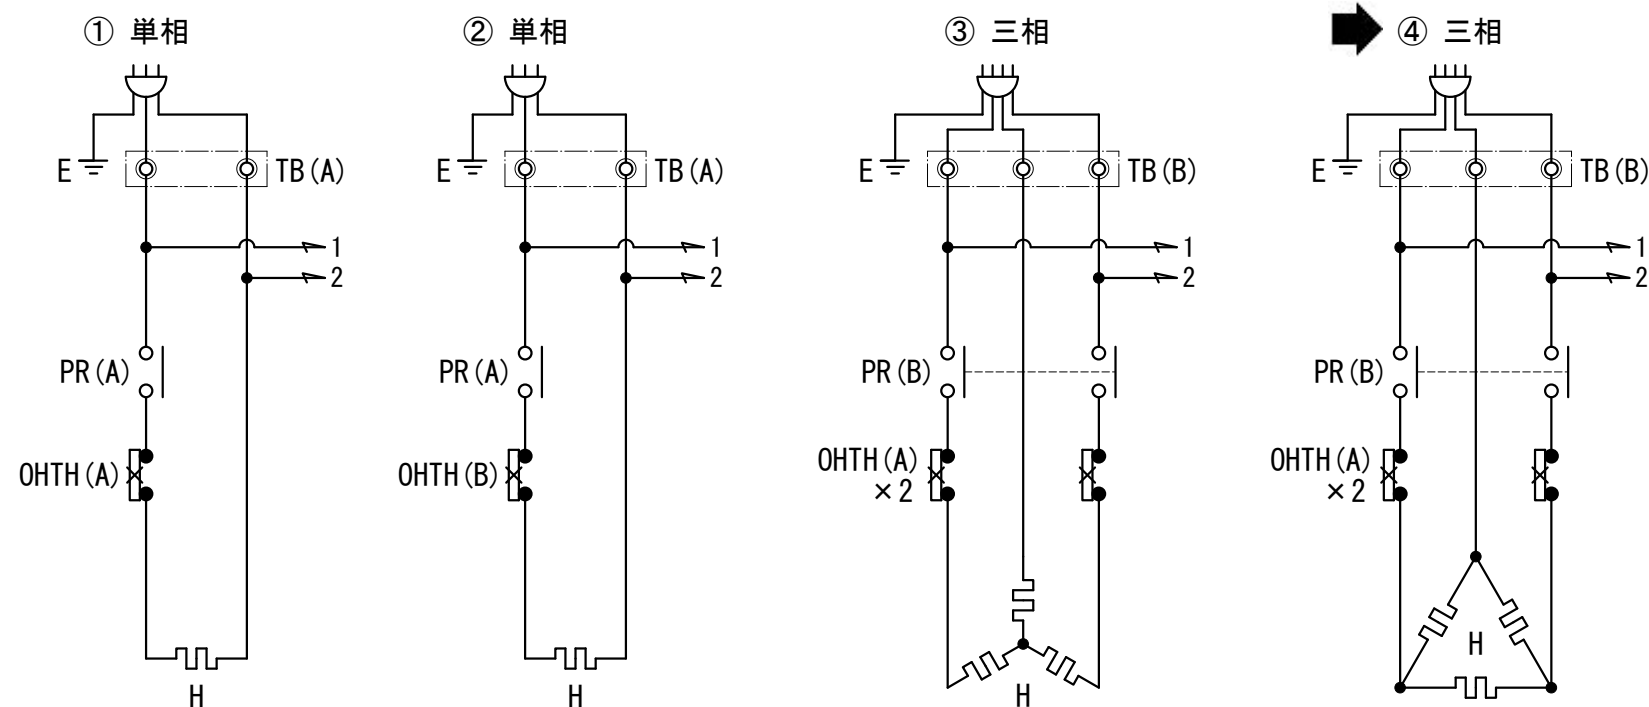 ① 単相
② 単相
③ 三相
④ 三相
E
TB(A)
E
TB(A)
E
TB(B)
E
TB(B)
1
1
1
1
2
2
2
2
PR(A)
PR(A)
PR(B)
PR(B)
OHTH(A)
OHTH(B)
OHTH(A)
×2
OHTH(A)
×2
H
H
H
H